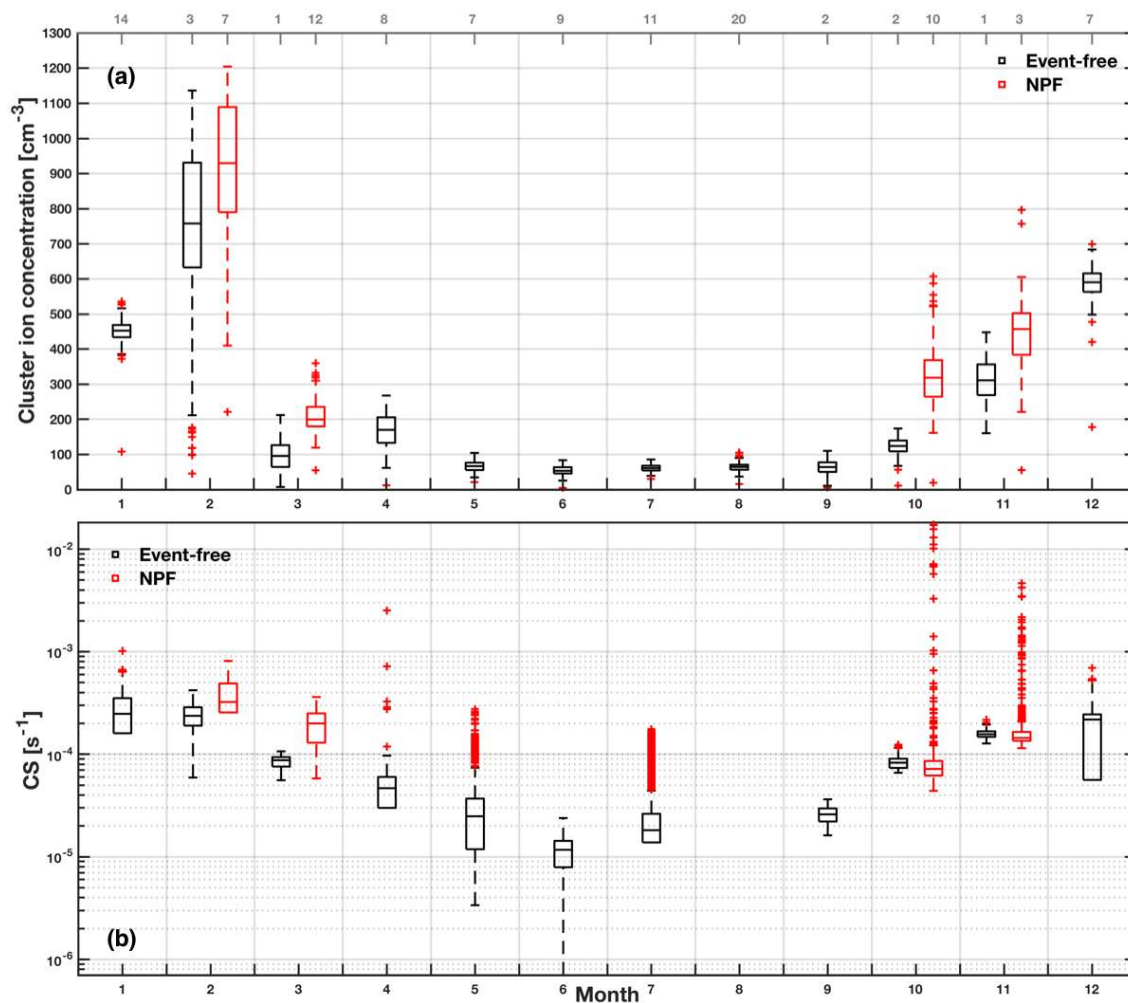 14 3 7 1 12 8 7 9 11 20 2 2 10 1 3 7
1300
1200
1100
1000
900
800
700
600
500
400
300
200
100
0
Cluster ion concentration [cm⁻³]
(a)
Event-free
NPF
1 2 3 4 5 6 7 8 9 10 11 12
10⁻²
10⁻³
10⁻⁴
10⁻⁵
10⁻⁶
CS [s⁻¹]
Event-free
NPF
(b)
1 2 3 4 5 6 7 8 9 10 11 12
Month